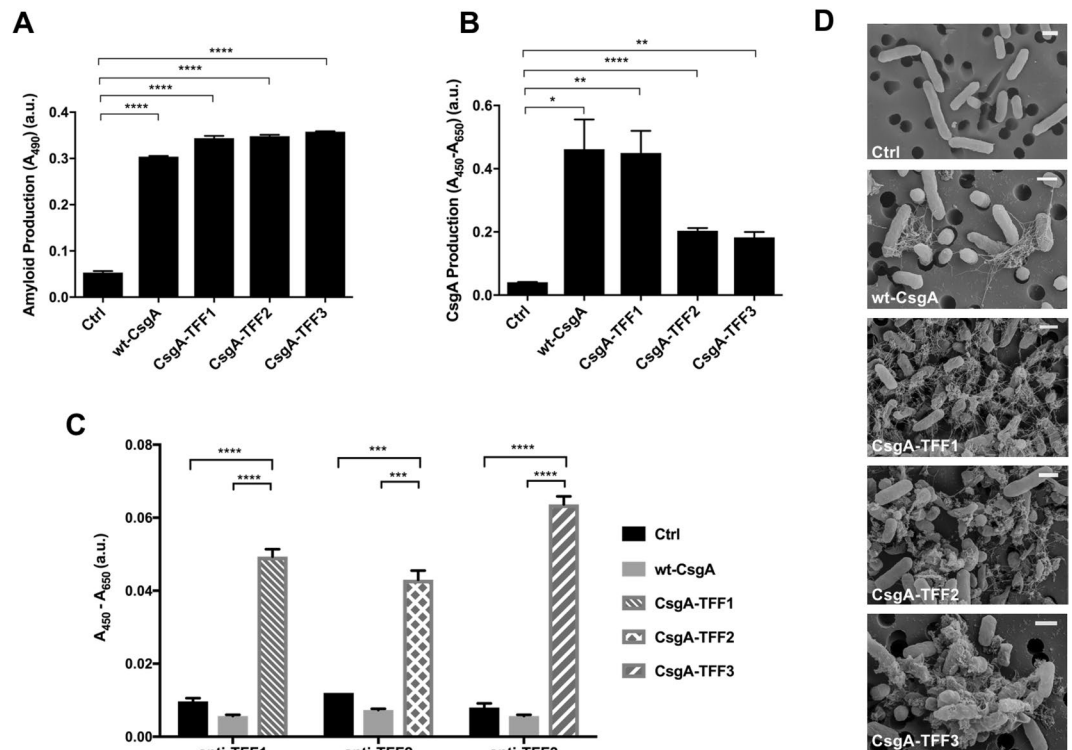 A
****
****
****
****
Amyloid Production (A490) (a.u.)
0.4
0.3
0.2
0.1
0.0
Ctrl
wt-CsgA
CsgA-TFF1
CsgA-TFF2
CsgA-TFF3
B
**
****
**
*
CsgA Production (A450-A650) (a.u.)
0.6
0.4
0.2
0.0
Ctrl
wt-CsgA
CsgA-TFF1
CsgA-TFF2
CsgA-TFF3
C
A450 - A650 (a.u.)
0.08
0.06
0.04
0.02
0.00
****
****
***
***
****
****
Ctrl
wt-CsgA
CsgA-TFF1
CsgA-TFF2
CsgA-TFF3
D
Ctrl
wt-CsgA
CsgA-TFF1
CsgA-TFF2
CsgA-TFF3